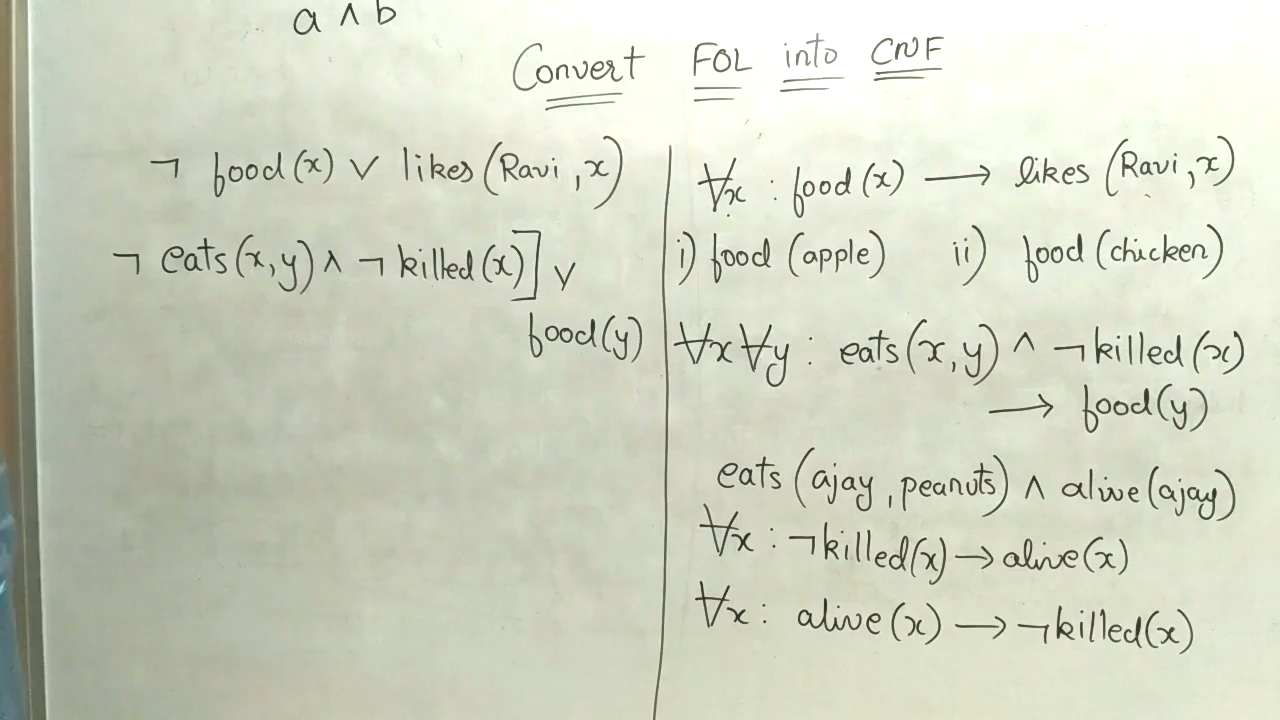 a ∧ b
Convert FOL into CNF
¬ food(x) ∨ likes(Ravi, x)
¬ eats(x, y) ∧ ¬ killed(x)] ∨
food(y)
∀x : food(x) ⟶ likes (Ravi, x)
i) food (apple) ii) food (chicken)
∀x ∀y : eats(x, y) ∧ ¬killed(x)
⟶ food(y)
eats (ajay, peanuts) ∧ alive(ajay)
∀x : ¬killed(x) → alive(x)
∀x : alive(x) ⟶ ¬killed(x)